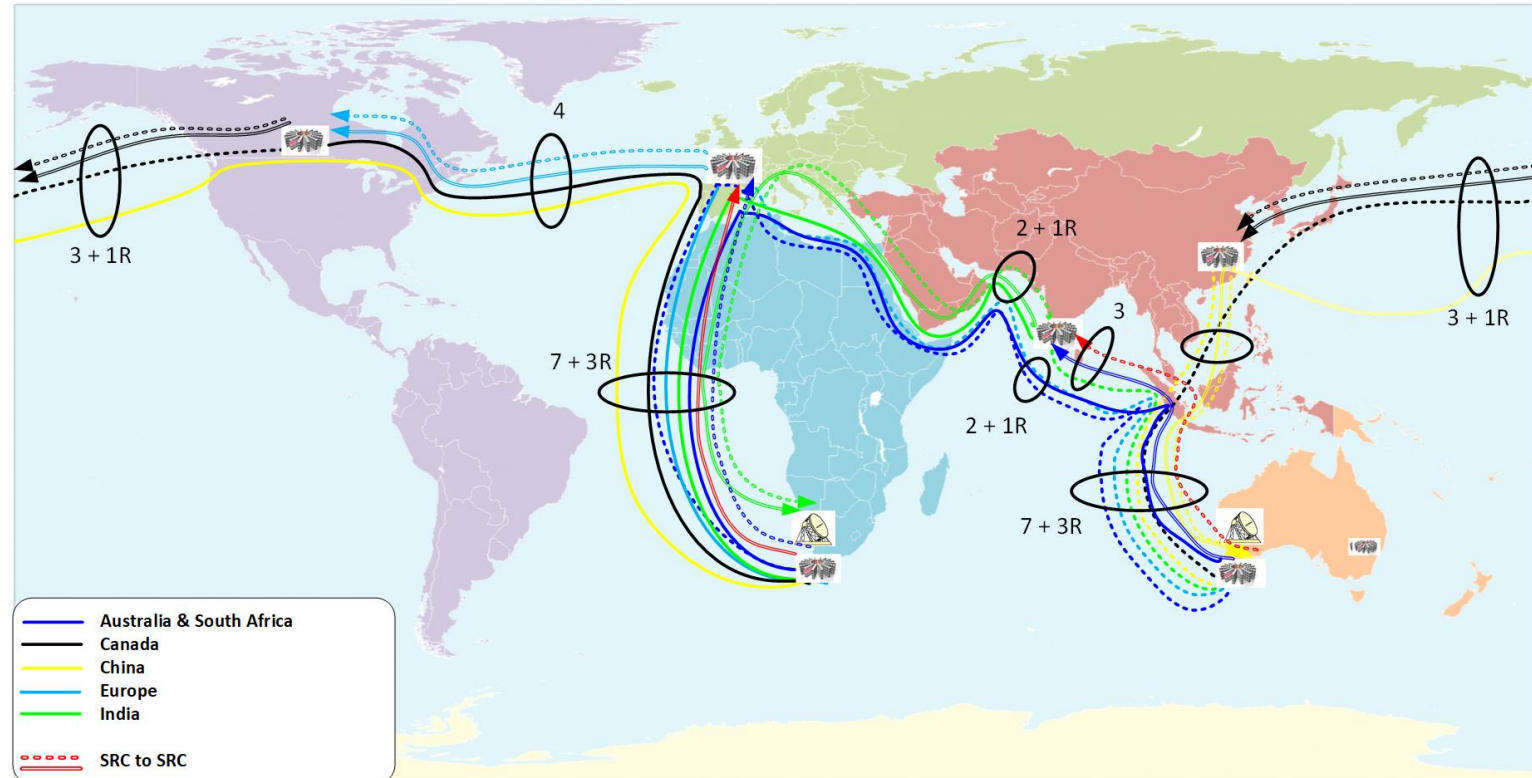 4
3 + 1R
2 + 1R
3
3 + 1R
7 + 3R
2 + 1R
7 + 3R
Australia & South Africa
Canada
China
Europe
India
SRC to SRC